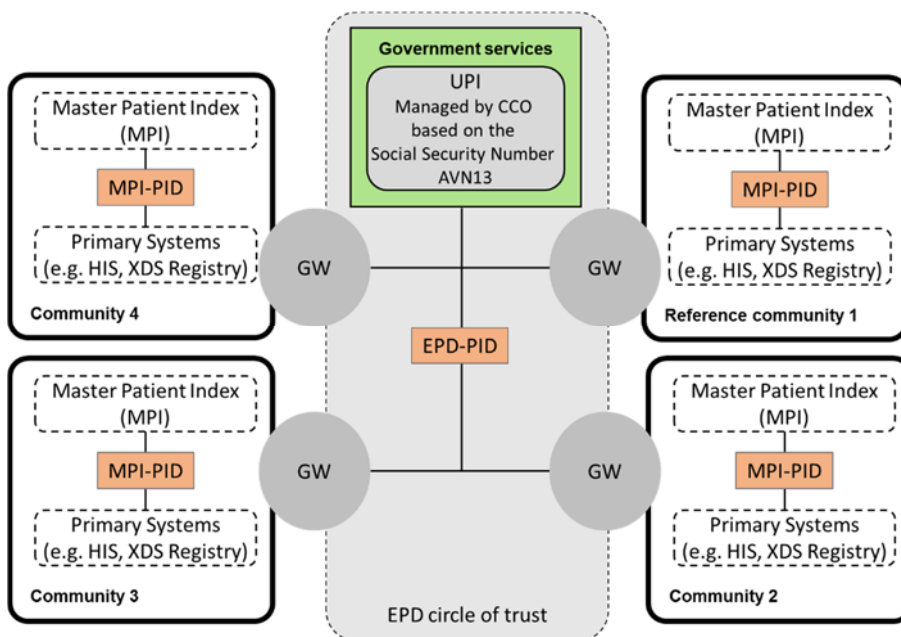 Government services
UPI
Managed by CCO
based on the
Social Security Number
AVN13
Master Patient Index
(MPI)
MPI-PID
Primary Systems
(e.g. HIS, XDS Registry)
Community 4
GW
GW
Master Patient Index
(MPI)
MPI-PID
Primary Systems
(e.g. HIS, XDS Registry)
Reference community 1
EPD-PID
Master Patient Index
(MPI)
MPI-PID
Primary Systems
(e.g. HIS, XDS Registry)
Community 3
GW
GW
Master Patient Index
(MPI)
MPI-PID
Primary Systems
(e.g. HIS, XDS Registry)
Community 2
EPD circle of trust